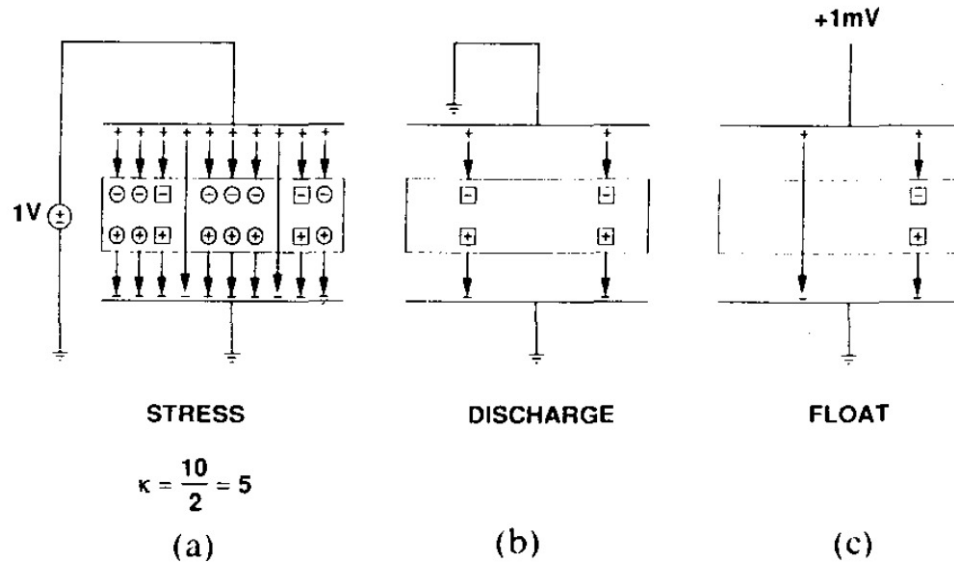 +1mV
1V
STRESS
DISCHARGE
FLOAT
κ = 10/2 = 5
(a)
(b)
(c)